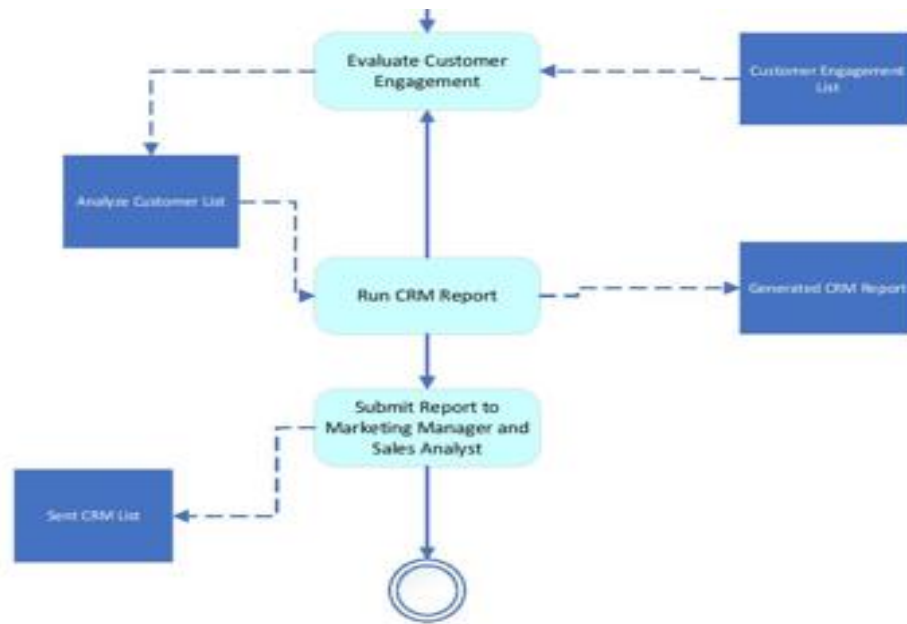 Evaluate Customer
Engagement
Customer Engagement
List
Analyze Customer List
Run CRM Report
Generated CRM Report
Submit Report to
Marketing Manager and
Sales Analyst
Sent CRM List